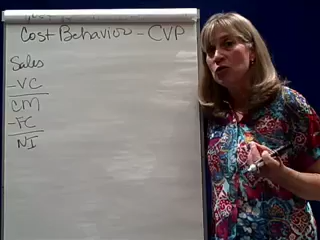 Cost Behavior - CVP
Sales
- VC
CM
- FC
NI